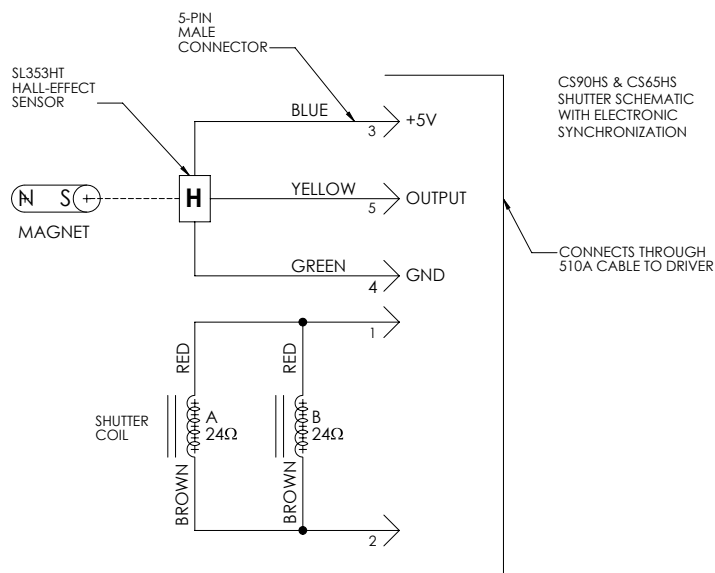 5-PIN
MALE
CONNECTOR
SL353HT
HALL-EFFECT
SENSOR
CS90HS & CS65HS
SHUTTER SCHEMATIC
WITH ELECTRONIC
SYNCHRONIZATION
BLUE
3
+5V
N S
H
YELLOW
5
OUTPUT
MAGNET
CONNECTS THROUGH
510A CABLE TO DRIVER
GREEN
4
GND
1
RED
RED
SHUTTER
COIL
A
24Ω
B
24Ω
BROWN
BROWN
2